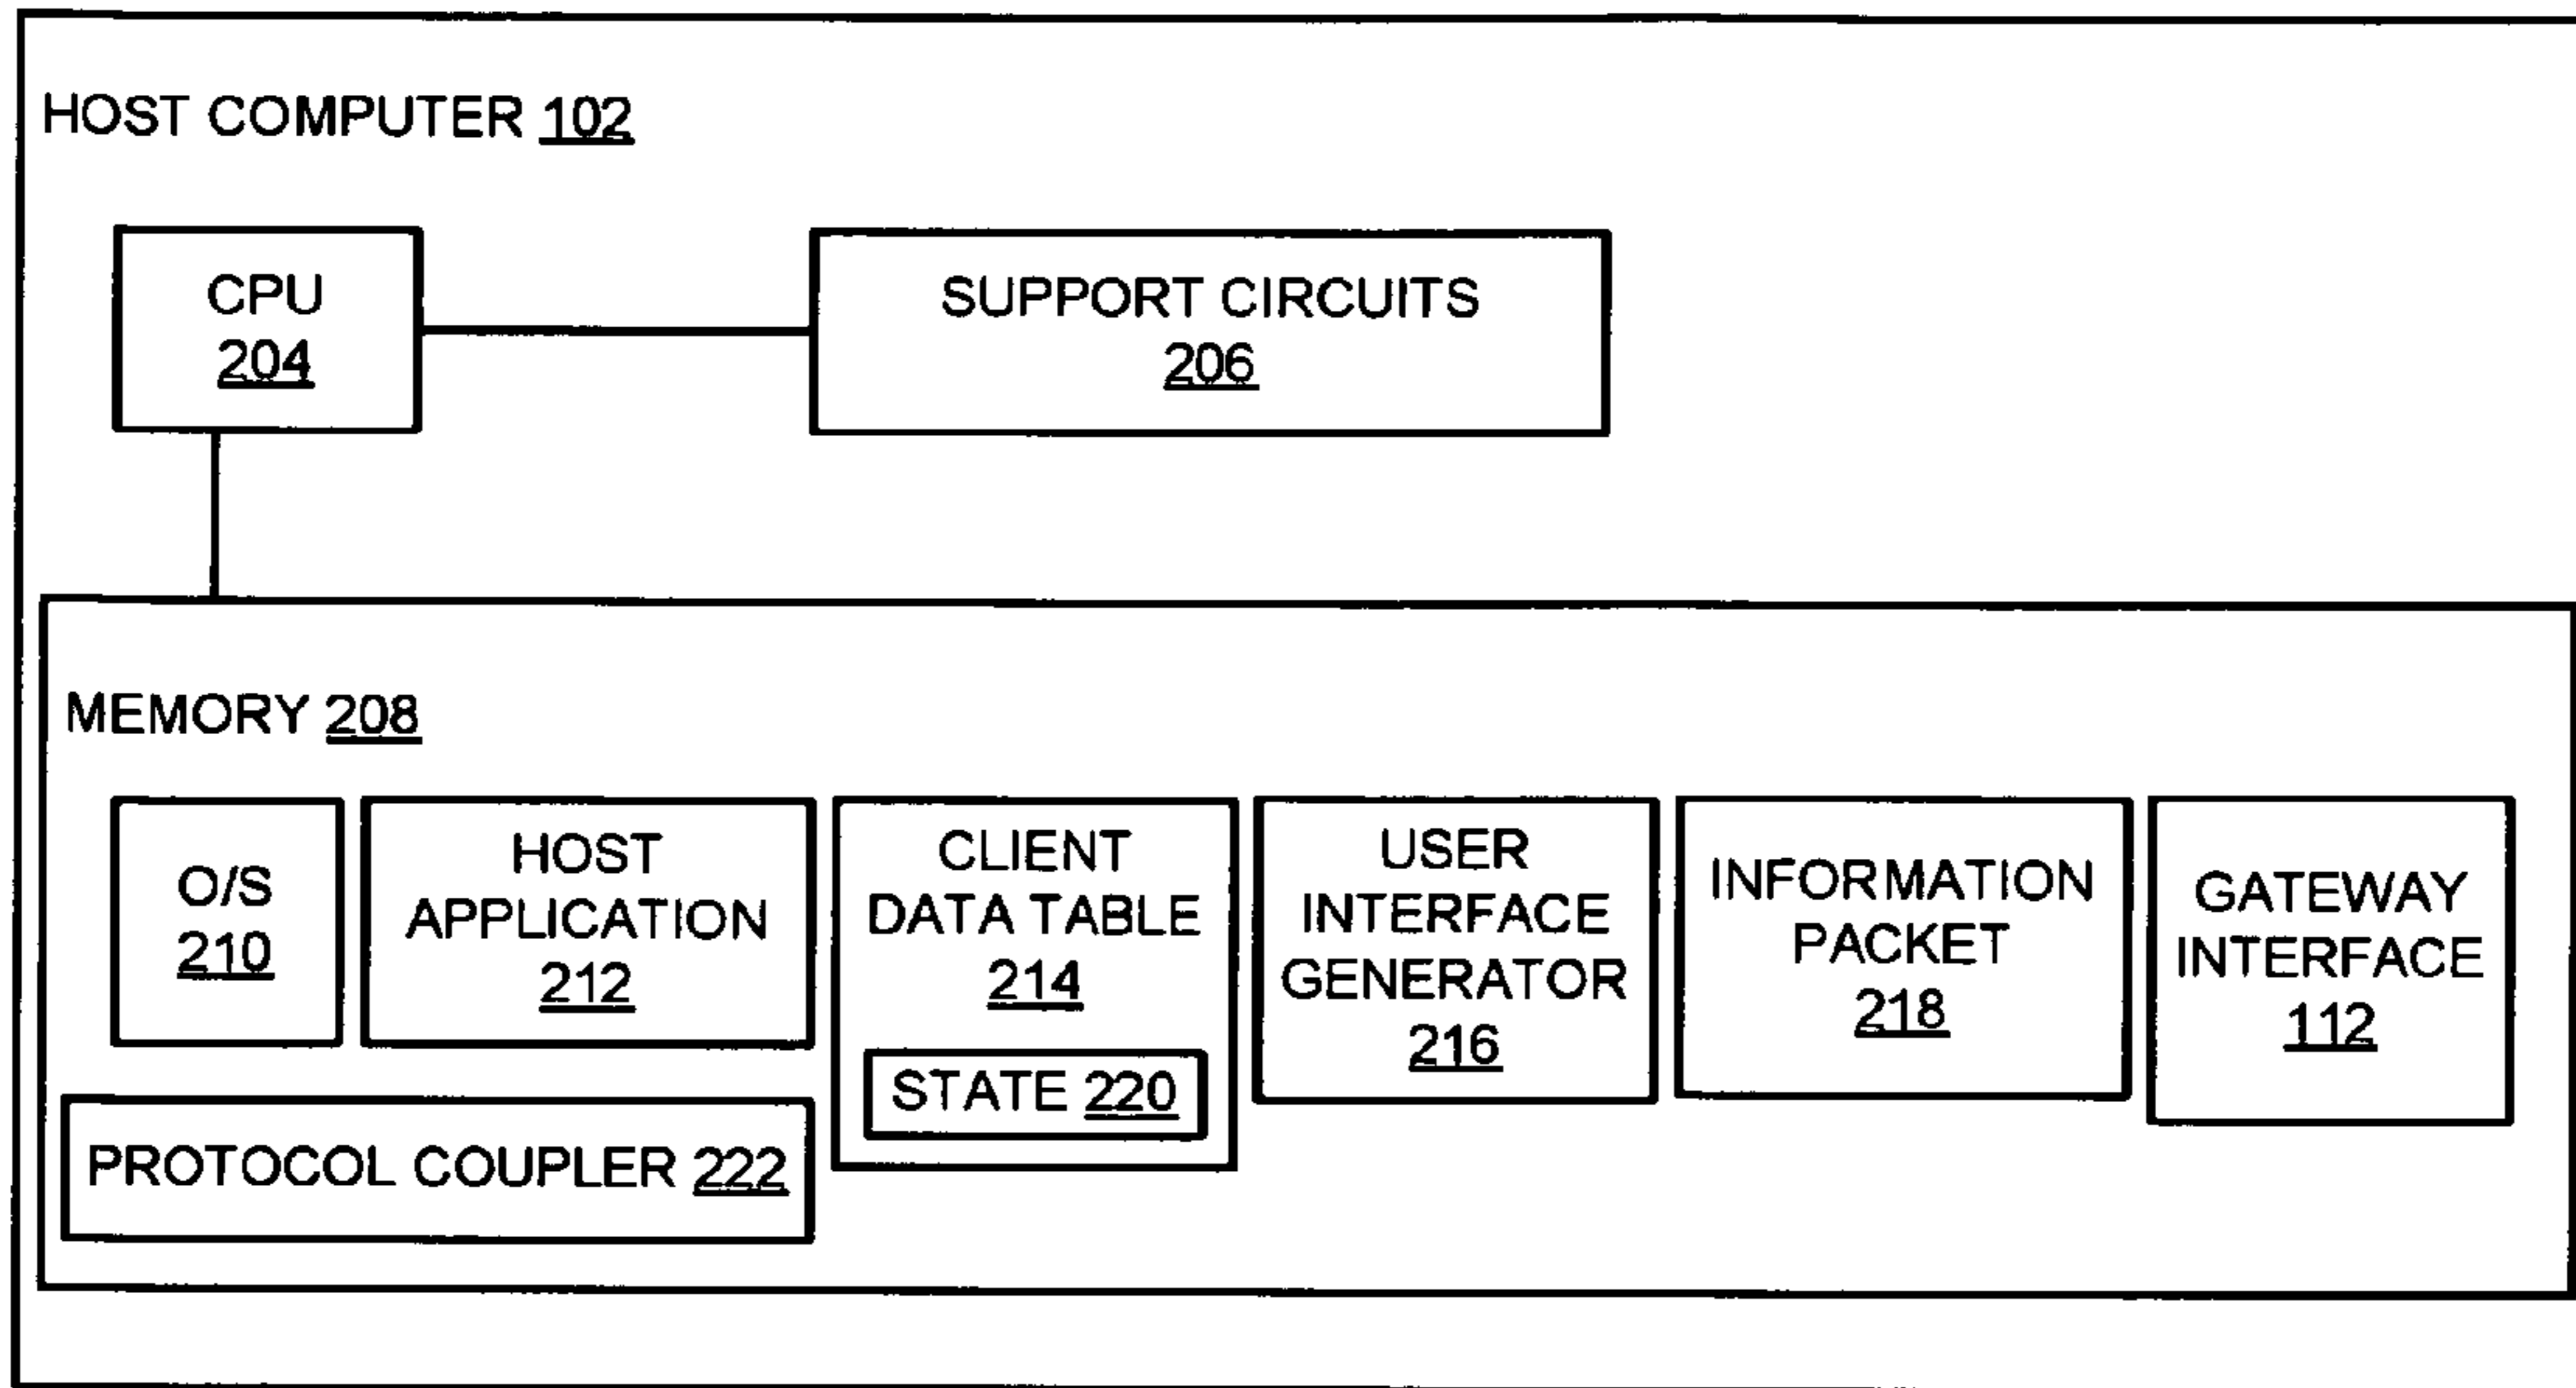 HOST COMPUTER 102
CPU
204
SUPPORT CIRCUITS
206
MEMORY 208
O/S
210
HOST
APPLICATION
212
CLIENT
DATA TABLE
214
STATE 220
USER
INTERFACE
GENERATOR
216
INFORMATION
PACKET
218
GATEWAY
INTERFACE
112
PROTOCOL COUPLER 222